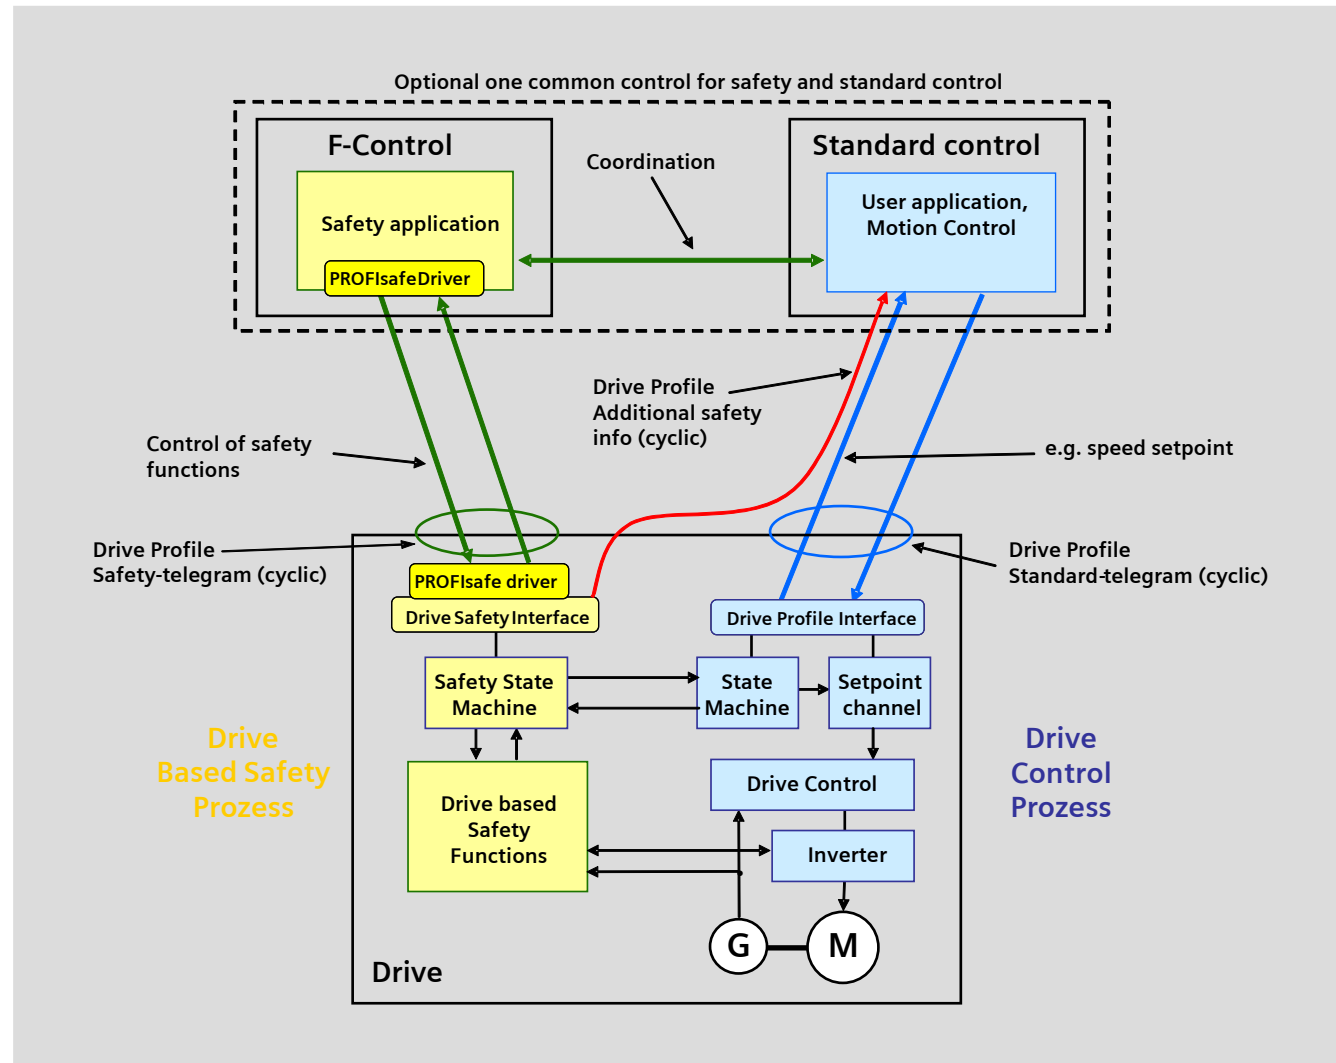 Optional one common control for safety and standard control
F-Control
Standard control
Coordination
Safety application
User application,
Motion Control
PROFIsafeDriver
Drive Profile
Additional safety
info (cyclic)
Control of safety
functions
e.g. speed setpoint
Drive Profile
Safety-telegram (cyclic)
Drive Profile
Standard-telegram (cyclic)
PROFIsafe driver
Drive Safety Interface
Drive Profile Interface
Safety State
Machine
State
Machine
Setpoint
channel
Drive
Based Safety
Prozess
Drive
Control
Prozess
Drive Control
Drive based
Safety
Functions
Inverter
G
M
Drive